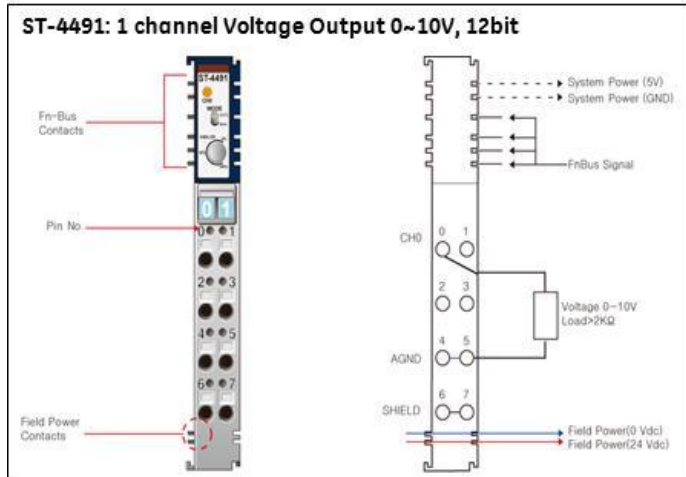 ST-4491: 1 channel Voltage Output 0~10V, 12bit
ST-4491
MODE
Fn-Bus
Contacts
Pin No
0 1
0 1
2 3
4 5
6 7
Field Power
Contacts
System Power (5V)
System Power (GND)
FnBus Signal
CH0
0 1
2 3
Voltage 0-10V
Load>2KΩ
AGND
4 5
SHIELD
6 7
Field Power(0 Vdc)
Field Power(24 Vdc)